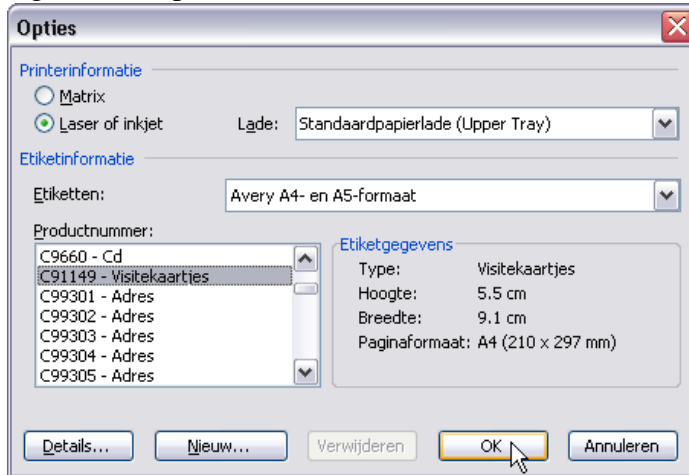 Opties
Printerinformatie
Matrix
Laser of inkjet
Lade: Standaardpapierlade (Upper Tray)
Etiketinformatie
Etiketten: Avery A4- en A5-formaat
Productnummer:
C9660 - Cd
C91149 - Visitekaartjes
C99301 - Adres
C99302 - Adres
C99303 - Adres
C99304 - Adres
C99305 - Adres
Etiketgegevens
Type: Visitekaartjes
Hoogte: 5.5 cm
Breedte: 9.1 cm
Paginaformaat: A4 (210 x 297 mm)
Details... Nieuw... Verwijderen OK Annuleren